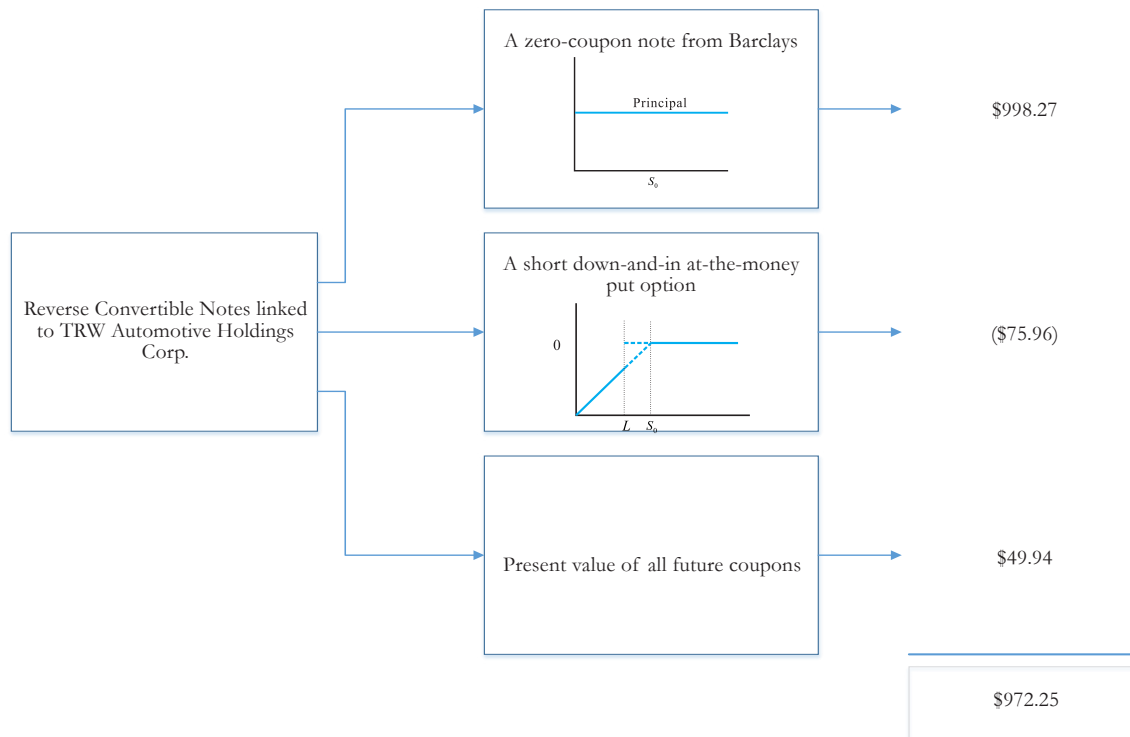 A zero-coupon note from Barclays
Principal
S₀
$998.27
Reverse Convertible Notes linked
to TRW Automotive Holdings
Corp.
A short down-and-in at-the-money
put option
0
L S₀
($75.96)
Present value of all future coupons
$49.94
$972.25